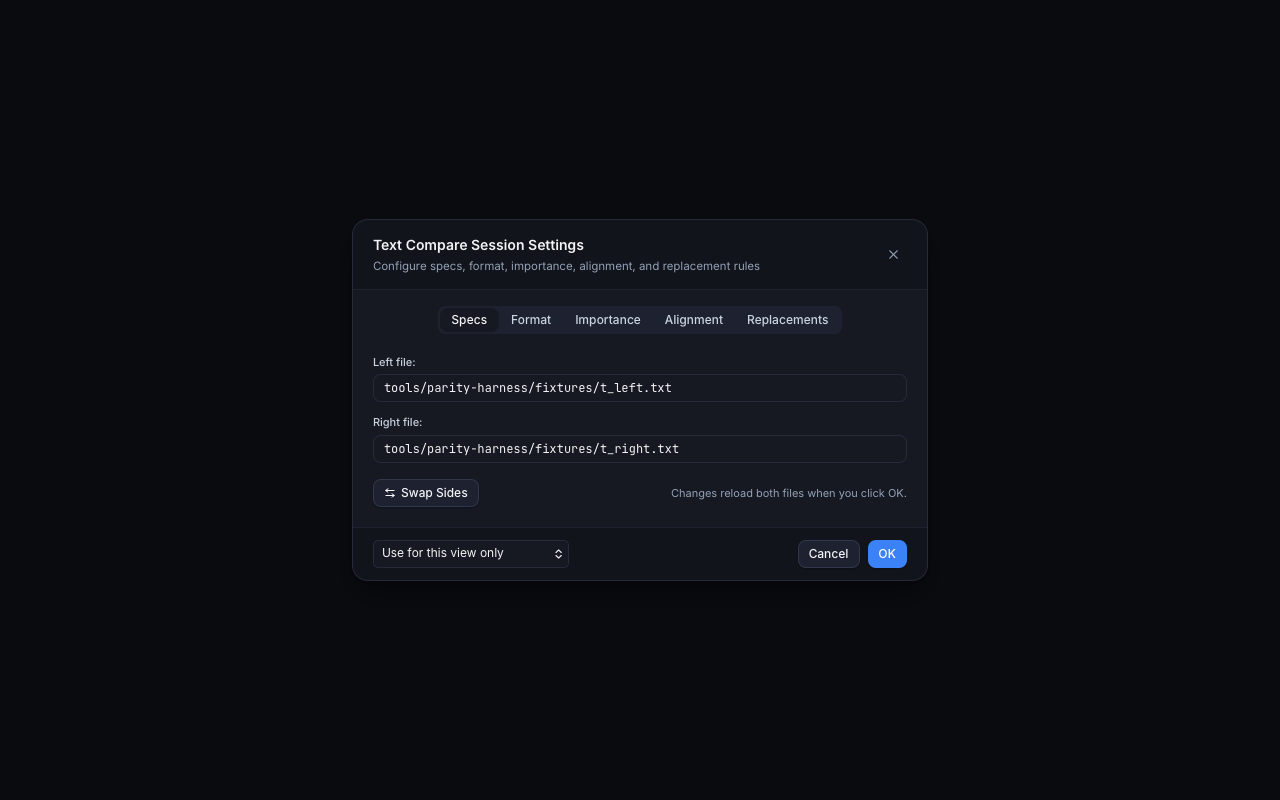 Text Compare Session Settings
Configure specs, format, importance, alignment, and replacement rules
Specs Format Importance Alignment Replacements
Left file:
tools/parity-harness/fixtures/t_left.txt
Right file:
tools/parity-harness/fixtures/t_right.txt
Swap Sides Changes reload both files when you click OK.
Use for this view only Cancel OK